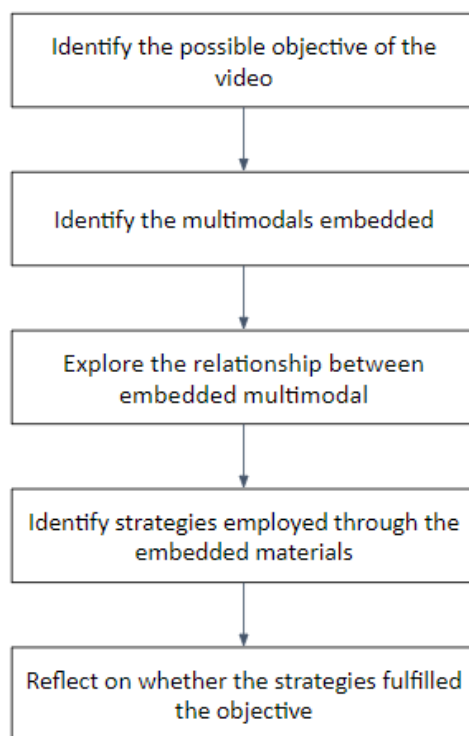 Identify the possible objective of the
video
Identify the multimodals embedded
Explore the relationship between
embedded multimodal
Identify strategies employed through the
embedded materials
Reflect on whether the strategies fulfilled
the objective